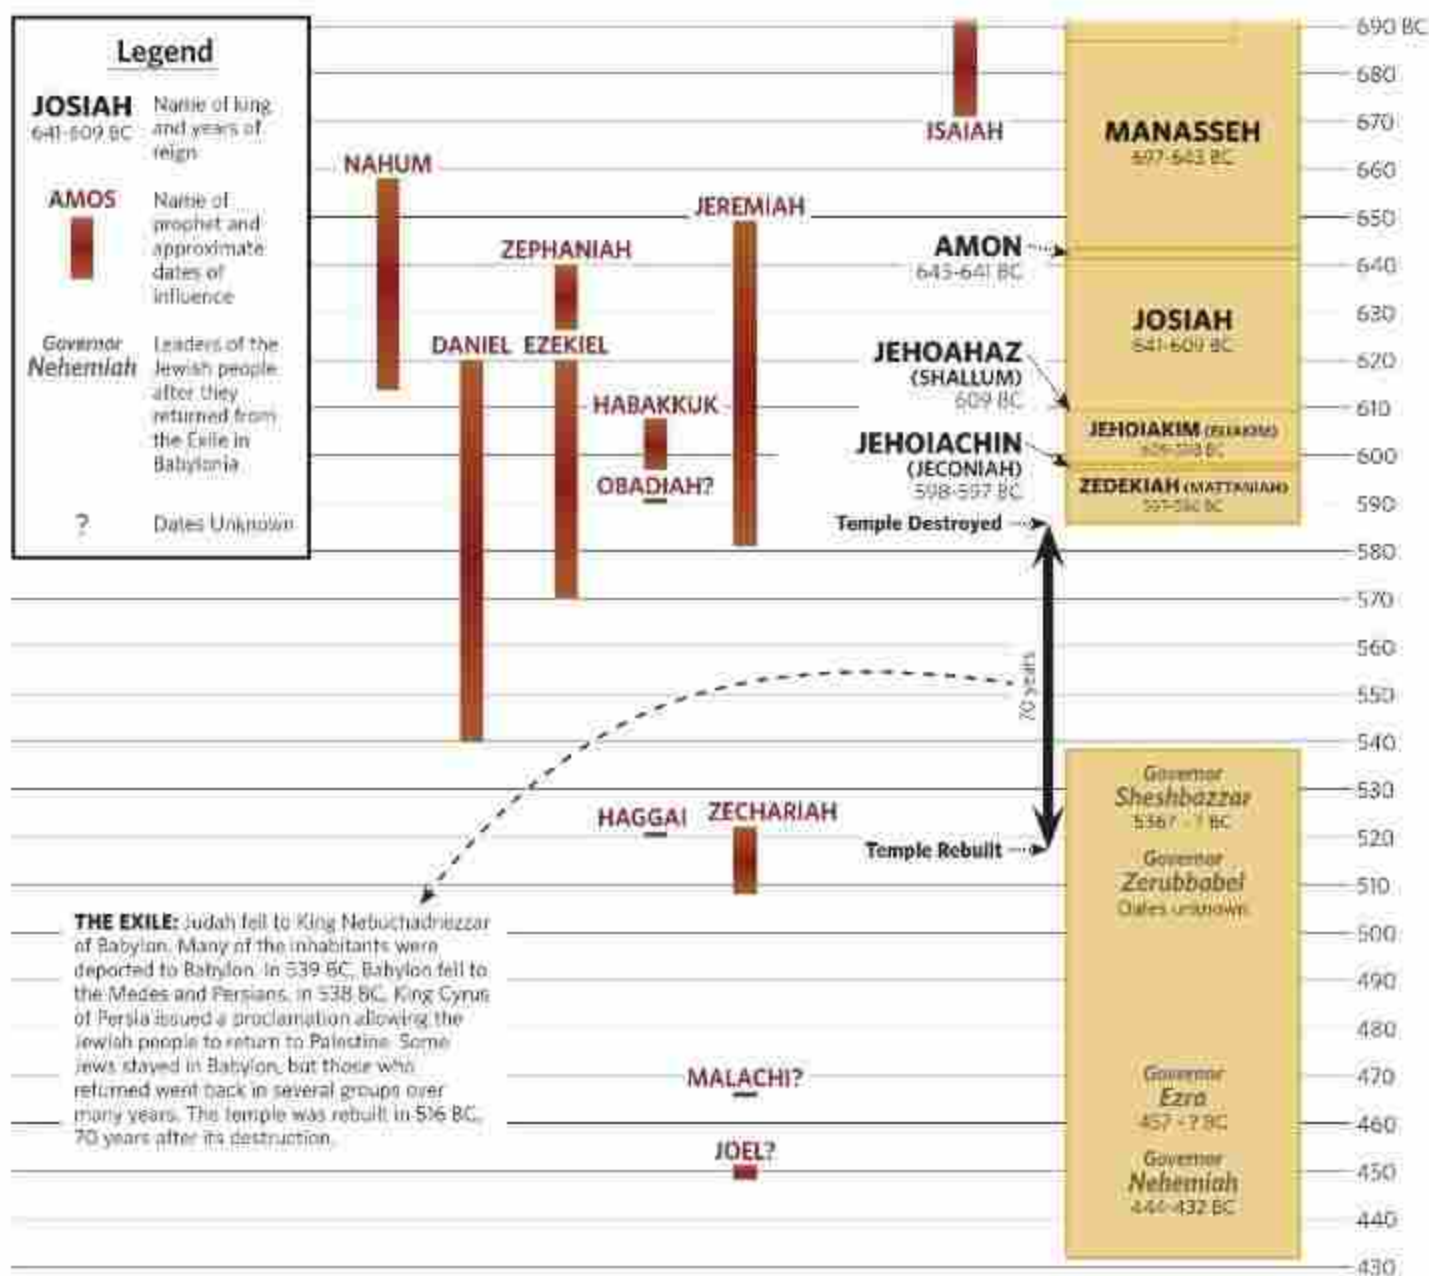 Legend
JOSIAH
641-609 BC
Name of king
and years of
reign
AMOS
Name of
prophet and
approximate
dates of
influence
Governor
Nehemiah
Leaders of the
Jewish people
after they
returned from
the Exile in
Babylonia
?
Dates Unknown
NAHUM
ZEPHANIAH
DANIEL EZEKIEL
HABAKKUK
OBADIAH?
JEREMIAH
ISAIAH
AMON
643-641 BC
JEHOAHAZ
(SHALLUM)
609 BC
JEHOIACHIN
(JECONIAH)
598-597 BC
Temple Destroyed
70 years
HAGGAI
ZECHARIAH
Temple Rebuilt
MALACHI?
JOEL?
THE EXILE: Judah fell to King Nebuchadnezzar
of Babylon. Many of the inhabitants were
deported to Babylon. In 539 BC, Babylon fell to
the Medes and Persians. In 538 BC, King Cyrus
of Persia issued a proclamation allowing the
Jewish people to return to Palestine. Some
Jews stayed in Babylon, but those who
returned went back in several groups over
many years. The temple was rebuilt in 516 BC,
70 years after its destruction.
MANASSEH
697-643 BC
JOSIAH
641-609 BC
JEHOIAKIM (ELIAKIM)
ZEDEKIAH (MATTANIAH)
Governor
Sheshbazzar
Governor
Zerubbabel
Dates unknown
Governor
Ezra
457 - ? BC
Governor
Nehemiah
444-432 BC
690 BC
680
670
660
650
640
630
620
610
600
590
580
570
560
550
540
530
520
510
500
490
480
470
460
450
440
430